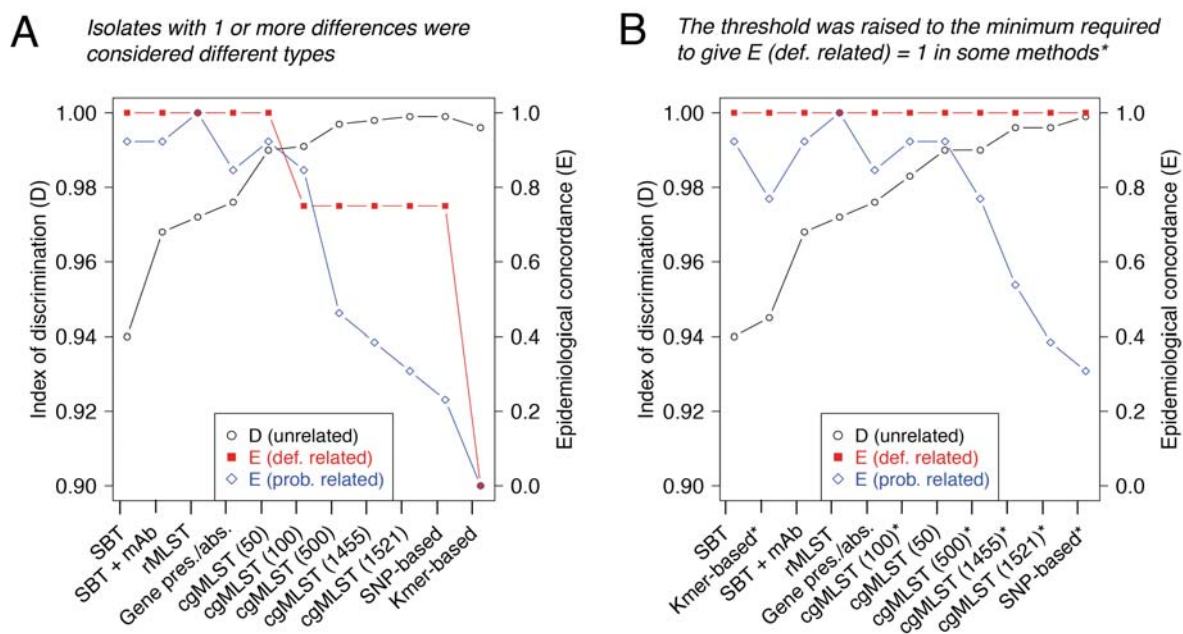 A
Isolates with 1 or more differences were
considered different types
1.00
0.98
0.96
0.94
0.92
0.90
Index of discrimination (D)
1.0
0.8
0.6
0.4
0.2
0.0
Epidemiological concordance (E)
D (unrelated)
E (def. related)
E (prob. related)
SBT
SBT + mAb
rMLST
Gene pres./abs.
cgMLST (50)
cgMLST (100)
cgMLST (500)
cgMLST (1455)
cgMLST (1521)
SNP-based
Kmer-based
B
The threshold was raised to the minimum required
to give E (def. related) = 1 in some methods*
1.00
0.98
0.96
0.94
0.92
0.90
Index of discrimination (D)
1.0
0.8
0.6
0.4
0.2
0.0
Epidemiological concordance (E)
D (unrelated)
E (def. related)
E (prob. related)
SBT
Kmer-based*
SBT + mAb
rMLST
Gene pres./abs.
cgMLST (100)*
cgMLST (50)
cgMLST (500)*
cgMLST (1455)*
cgMLST (1521)*
SNP-based*